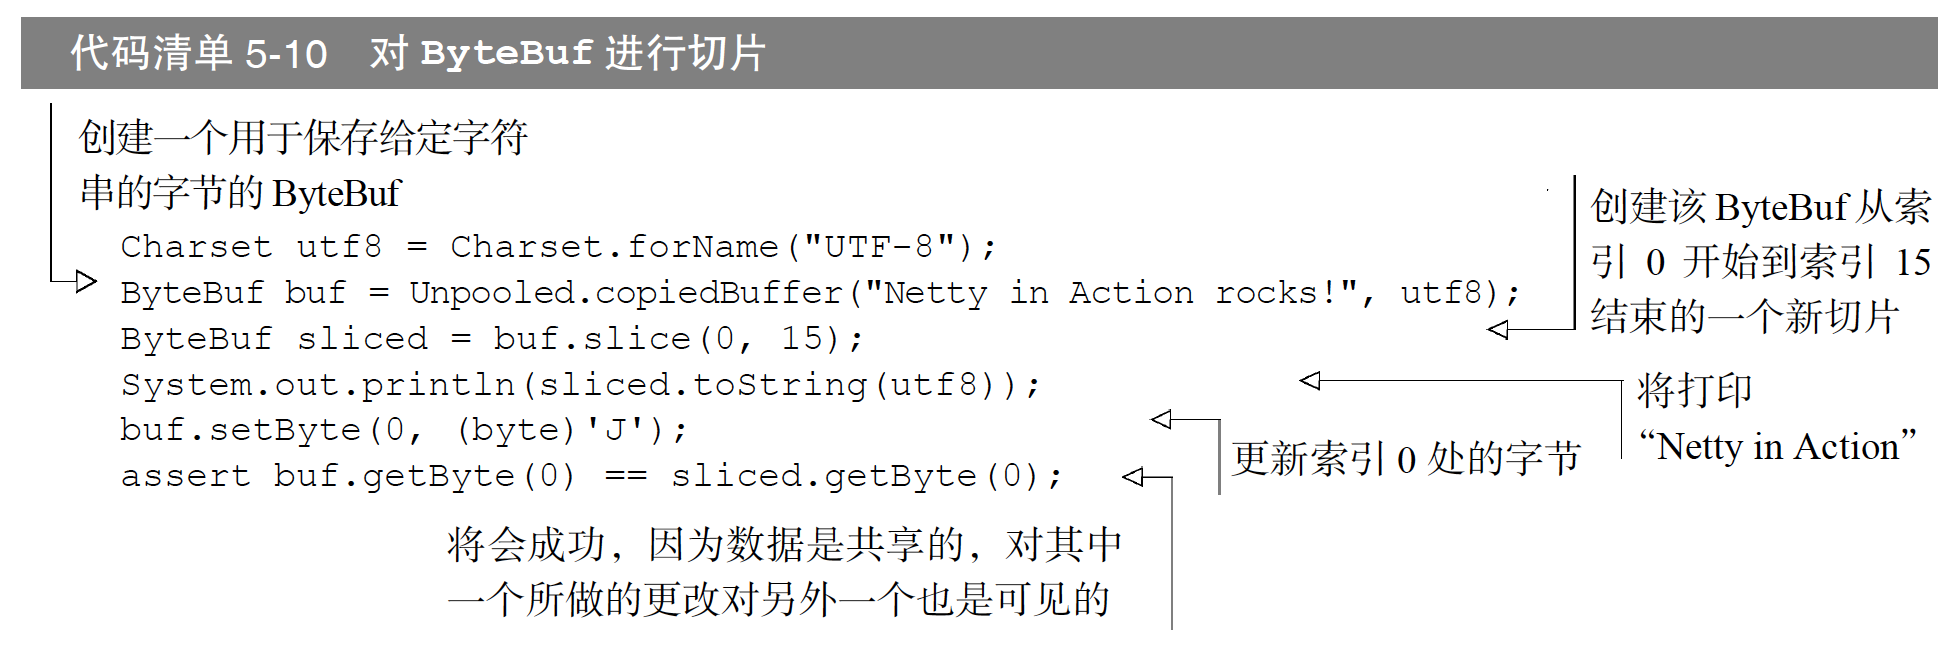 代码清单 5-10 对 ByteBuf 进行切片
创建一个用于保存给定字符
串的字节的 ByteBuf
Charset utf8 = Charset.forName("UTF-8");
ByteBuf buf = Unpooled.copiedBuffer("Netty in Action rocks!", utf8);
ByteBuf sliced = buf.slice(0, 15);
System.out.println(sliced.toString(utf8));
buf.setByte(0, (byte)'J');
assert buf.getByte(0) == sliced.getByte(0);
创建该 ByteBuf 从索
引 0 开始到索引 15
结束的一个新切片
将打印
“Netty in Action”
更新索引 0 处的字节
将会成功，因为数据是共享的，对其中
一个所做的更改对另外一个也是可见的